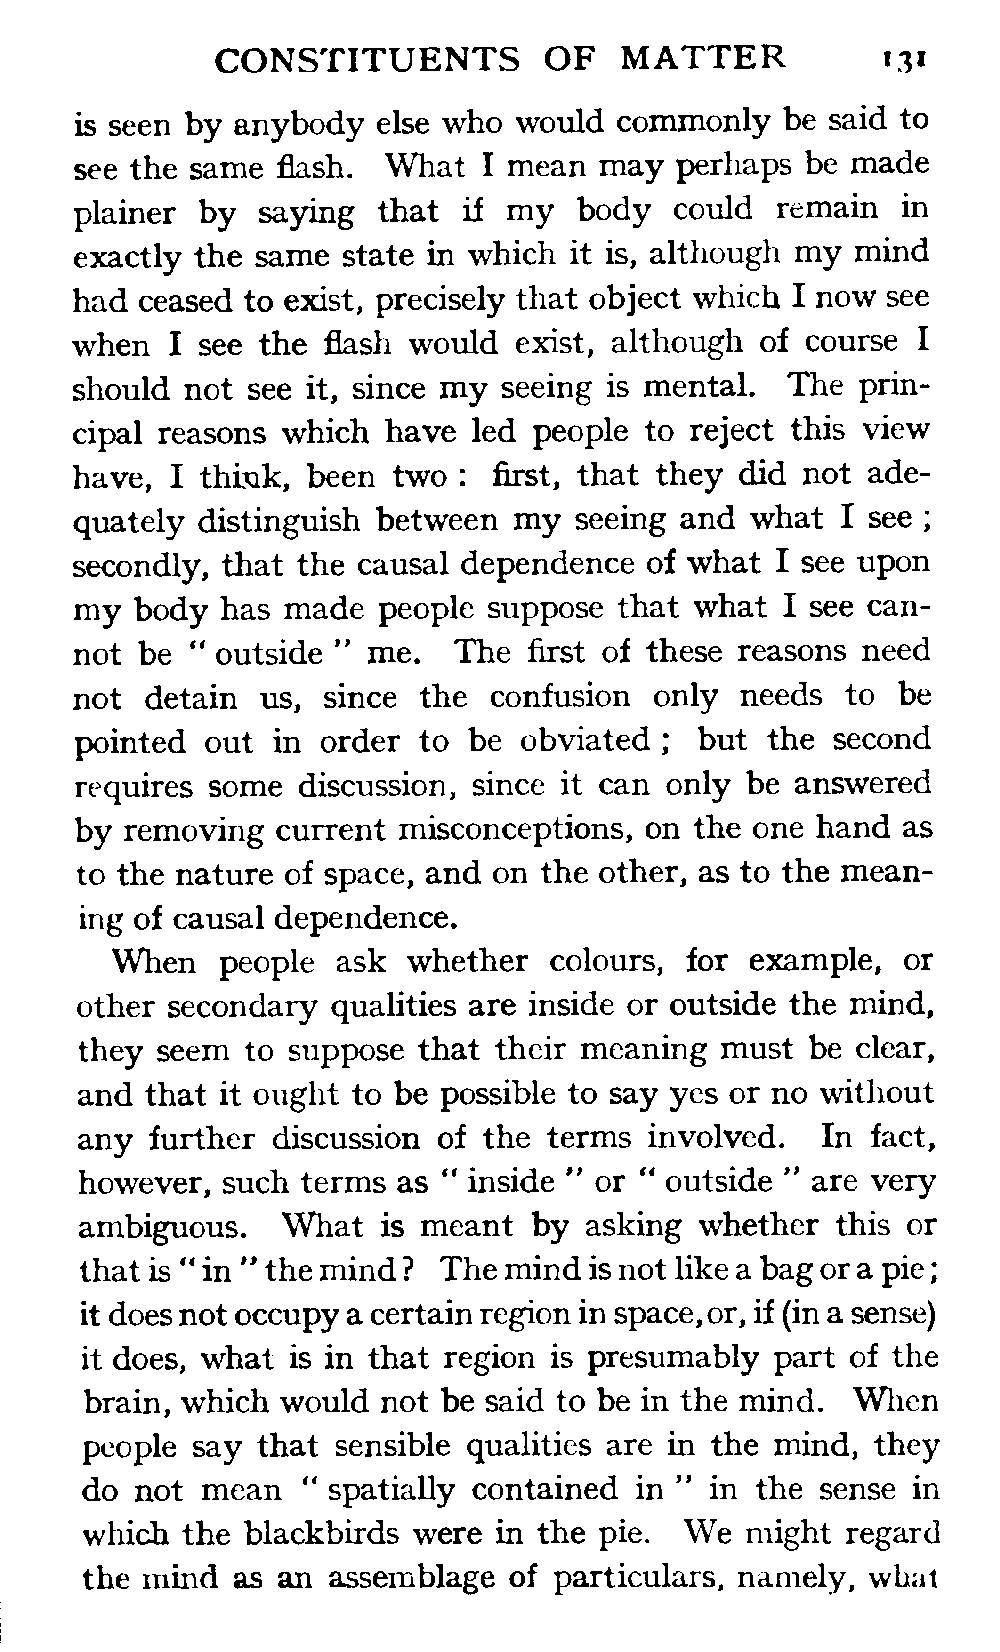 CONSTITUENTS OF MATTER 131
is seen by anybody else who would commonly be said to
see the same flash. What I mean may perhaps be made
plainer by saying that if my body could remain in
exactly the same state in which it is, although my mind
had ceased to exist, precisely that object which I now see
when I see the flash would exist, although of course I
should not see it, since my seeing is mental. The prin-
cipal reasons which have led people to reject this view
have, I think, been two : first, that they did not ade-
quately distinguish between my seeing and what I see ;
secondly, that the causal dependence of what I see upon
my body has made people suppose that what I see can-
not be " outside " me. The first of these reasons need
not detain us, since the confusion only needs to be
pointed out in order to be obviated ; but the second
requires some discussion, since it can only be answered
by removing current misconceptions, on the one hand as
to the nature of space, and on the other, as to the mean-
ing of causal dependence.
When people ask whether colours, for example, or
other secondary qualities are inside or outside the mind,
they seem to suppose that their meaning must be clear,
and that it ought to be possible to say yes or no without
any further discussion of the terms involved. In fact,
however, such terms as " inside " or " outside " are very
ambiguous. What is meant by asking whether this or
that is " in " the mind ? The mind is not like a bag or a pie ;
it does not occupy a certain region in space, or, if (in a sense)
it does, what is in that region is presumably part of the
brain, which would not be said to be in the mind. When
people say that sensible qualities are in the mind, they
do not mean " spatially contained in " in the sense in
which the blackbirds were in the pie. We might regard
the mind as an assemblage of particulars, namely, what